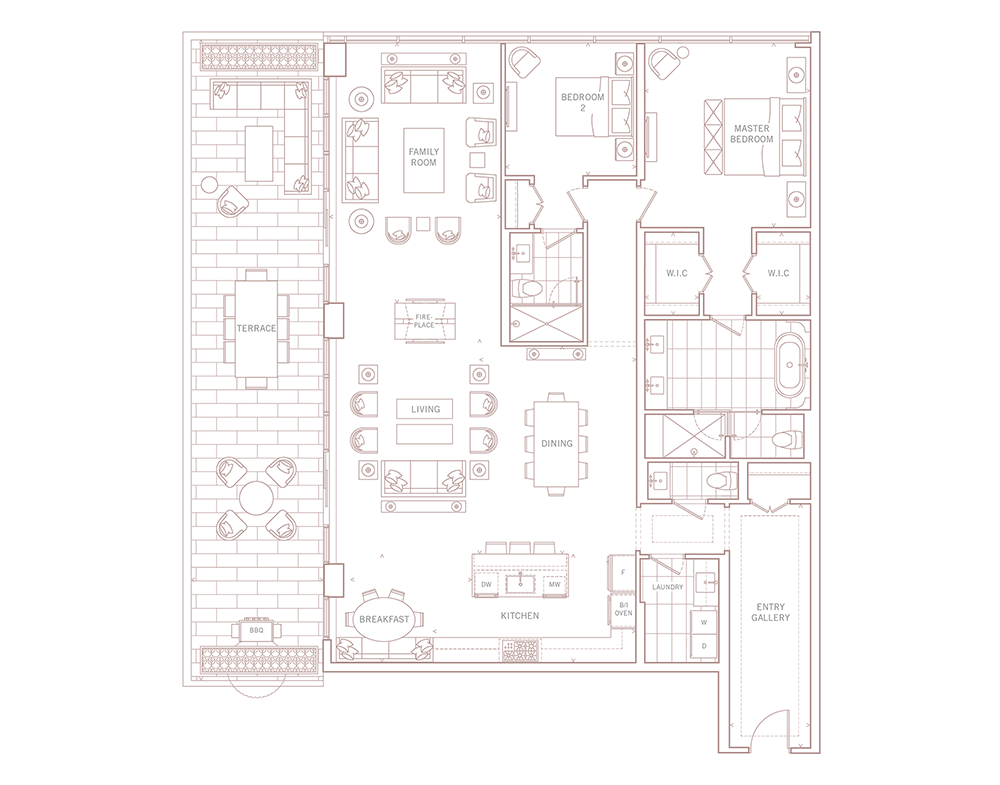 BEDROOM
2
MASTER
BEDROOM
FAMILY
ROOM
W.I.C
W.I.C
TERRACE
FIRE-
PLACE
LIVING
DINING
DW
MW
F
B/I
OVEN
LAUNDRY
W
D
KITCHEN
BREAKFAST
BBQ
ENTRY
GALLERY